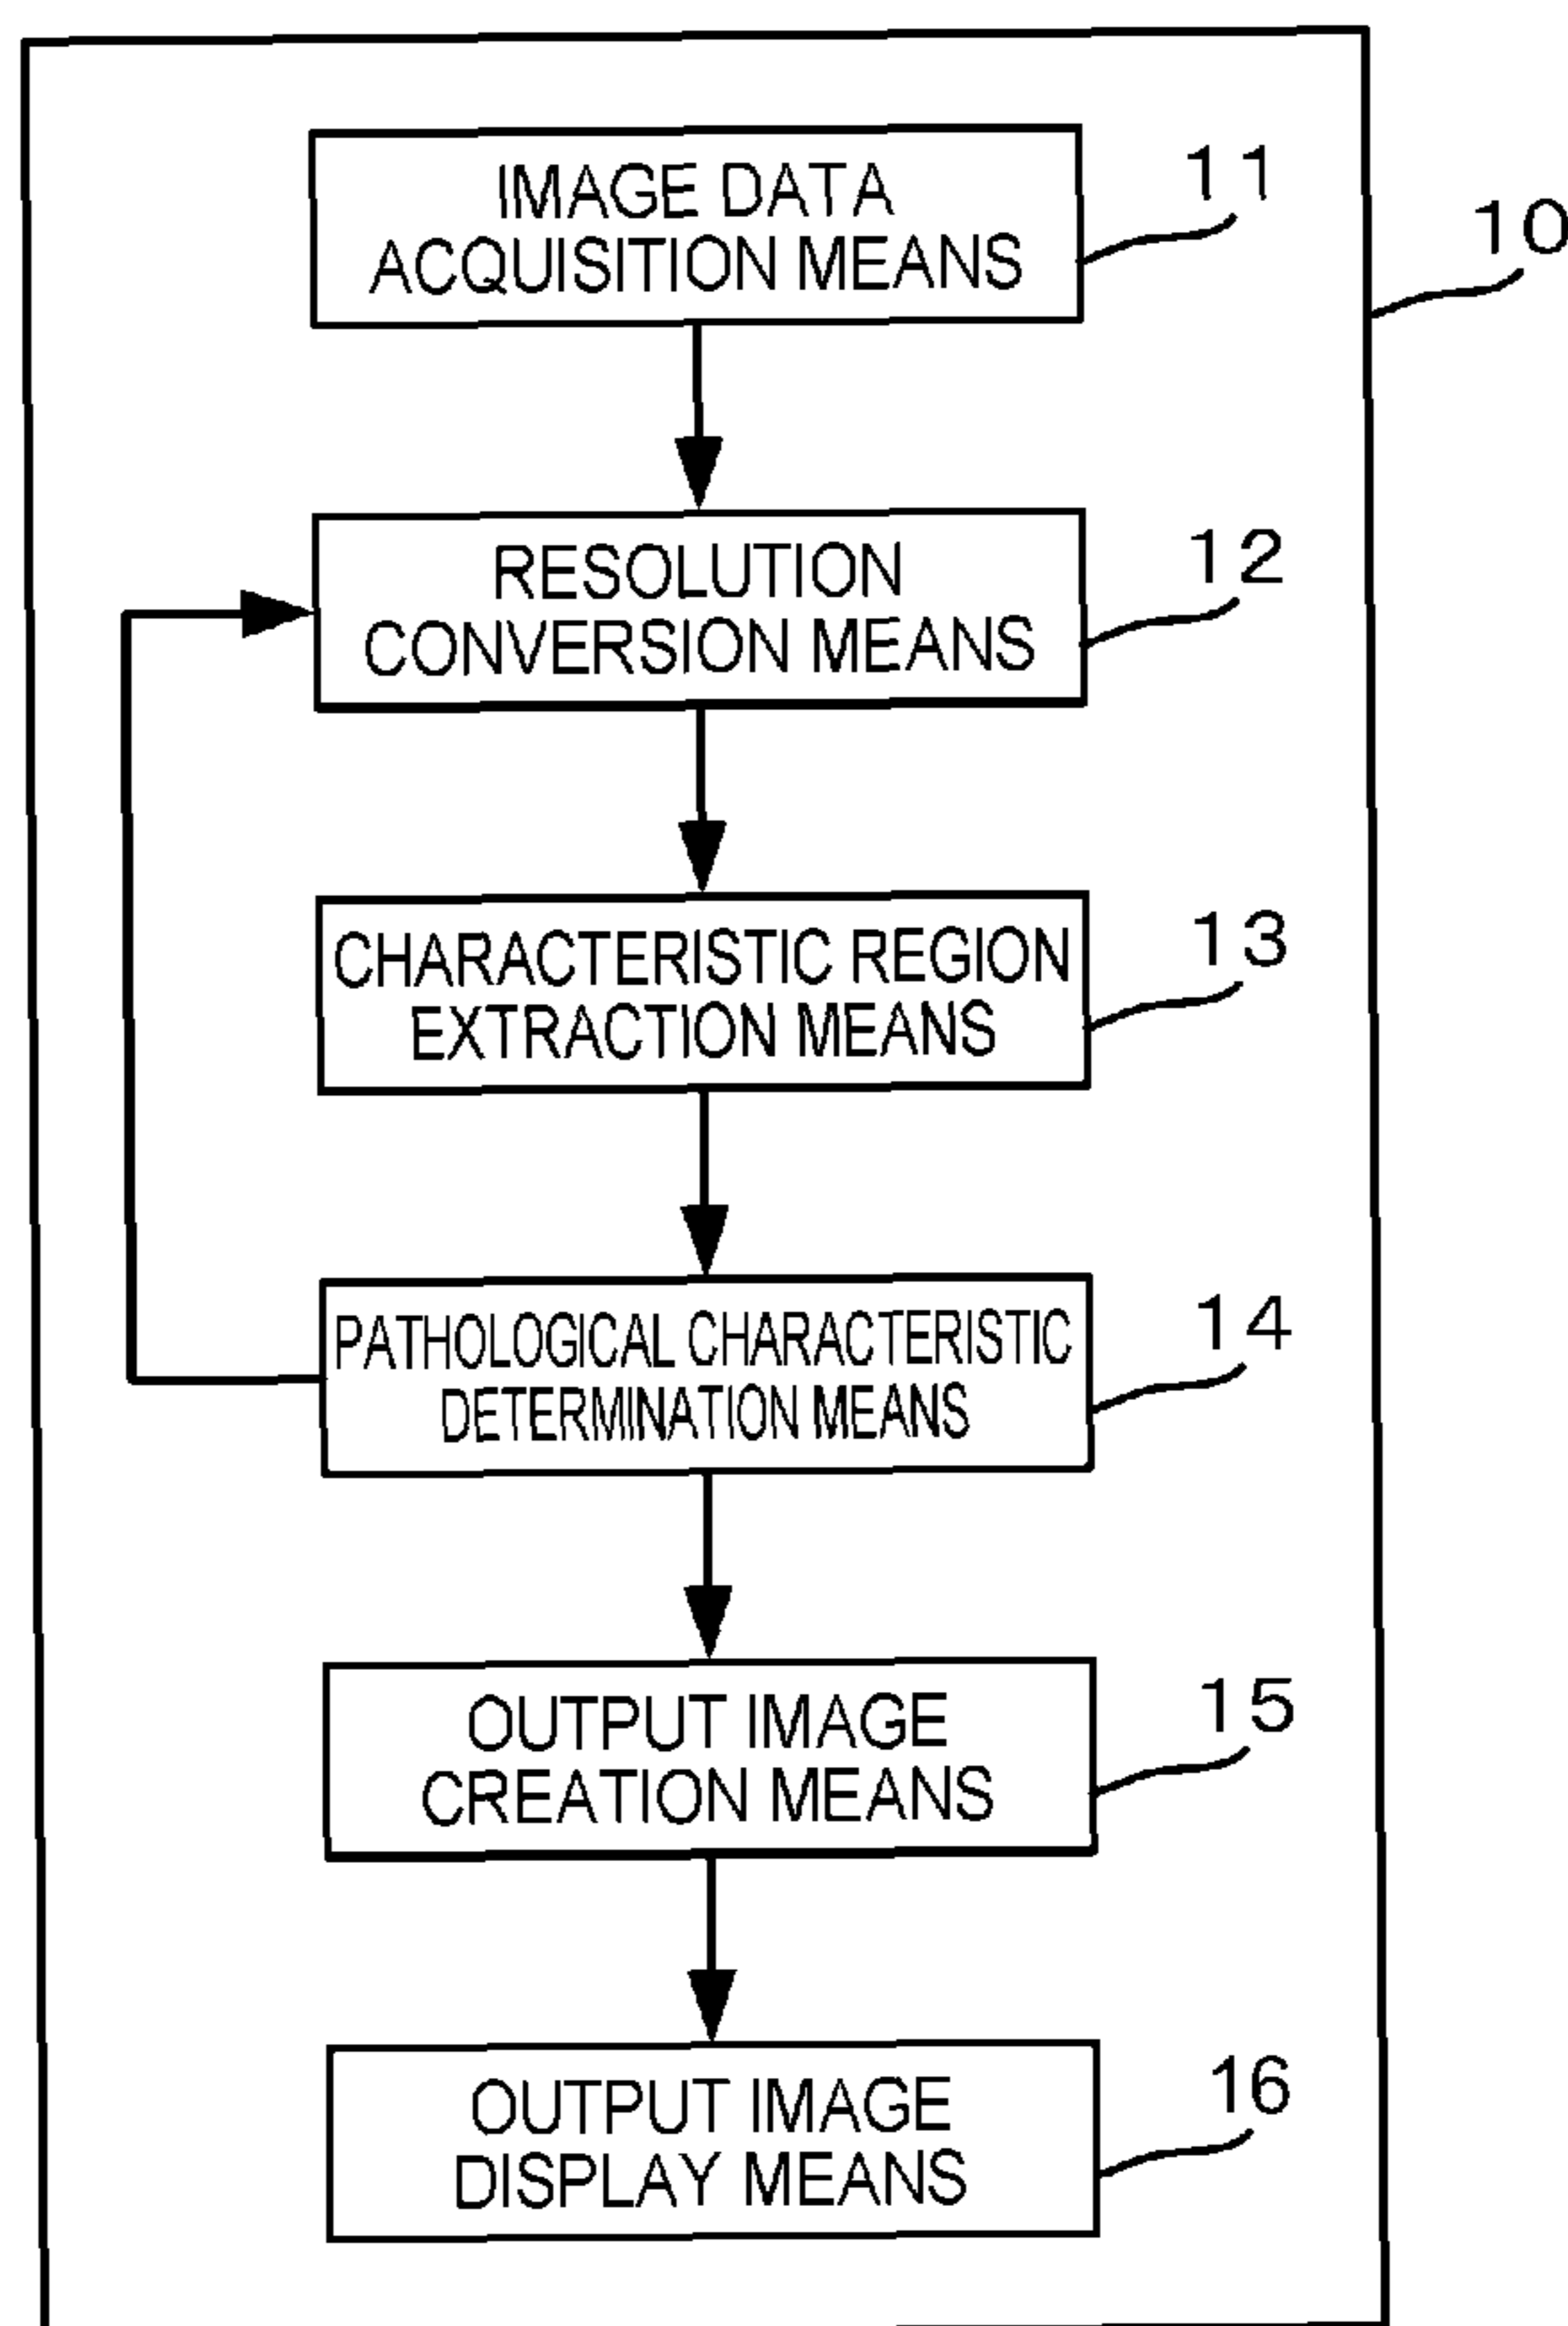 IMAGE DATA
ACQUISITION MEANS
11
10
RESOLUTION
CONVERSION MEANS
12
CHARACTERISTIC REGION
EXTRACTION MEANS
13
PATHOLOGICAL CHARACTERISTIC
DETERMINATION MEANS
14
OUTPUT IMAGE
CREATION MEANS
15
OUTPUT IMAGE
DISPLAY MEANS
16